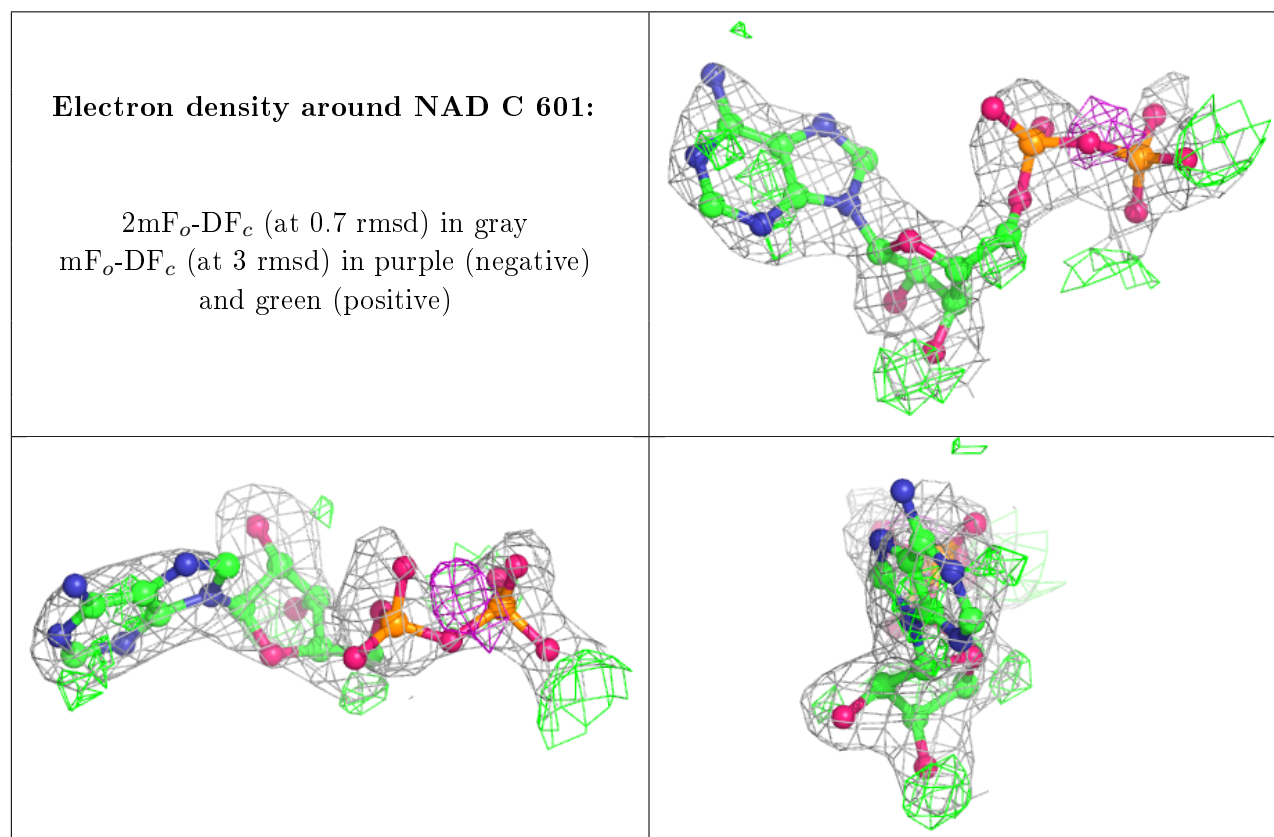 Electron density around NAD C 601:
2mFₒ-DF𝒸 (at 0.7 rmsd) in gray
mFₒ-DF𝒸 (at 3 rmsd) in purple (negative)
and green (positive)